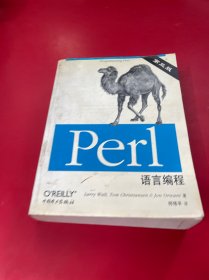 第三版
Perl
语言编程
O'REILLY
中国电力出版社
Larry Wall, Tom Christiansen & Jon Orwant 著